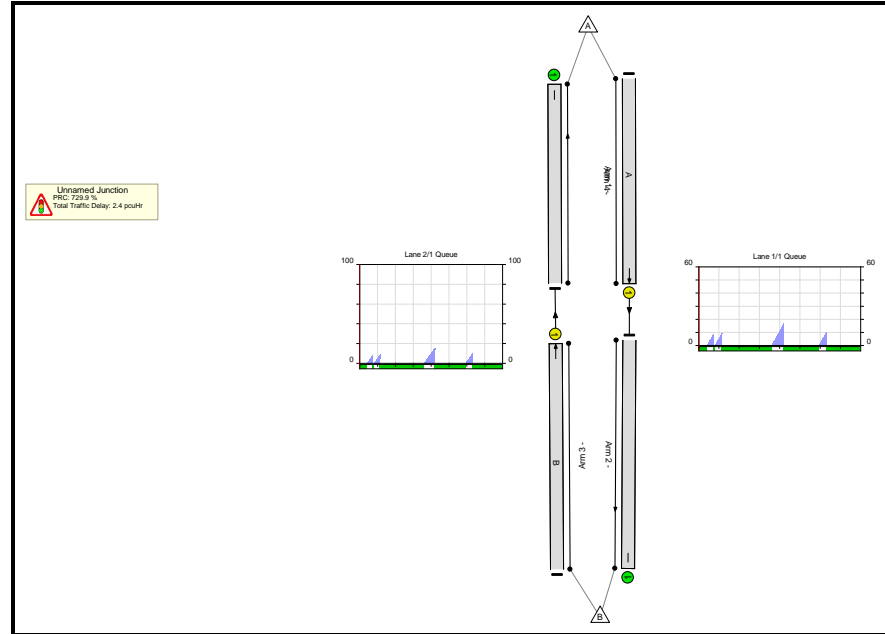 A
Unnamed Junction
PRC: 729.9 %
Total Traffic Delay: 2.4 pcuHr
A
Lane 2/1 Queue
100
100
0
0
Lane 1/1 Queue
60
60
0
0
B
Arm 3 -
Arm 2 -
B